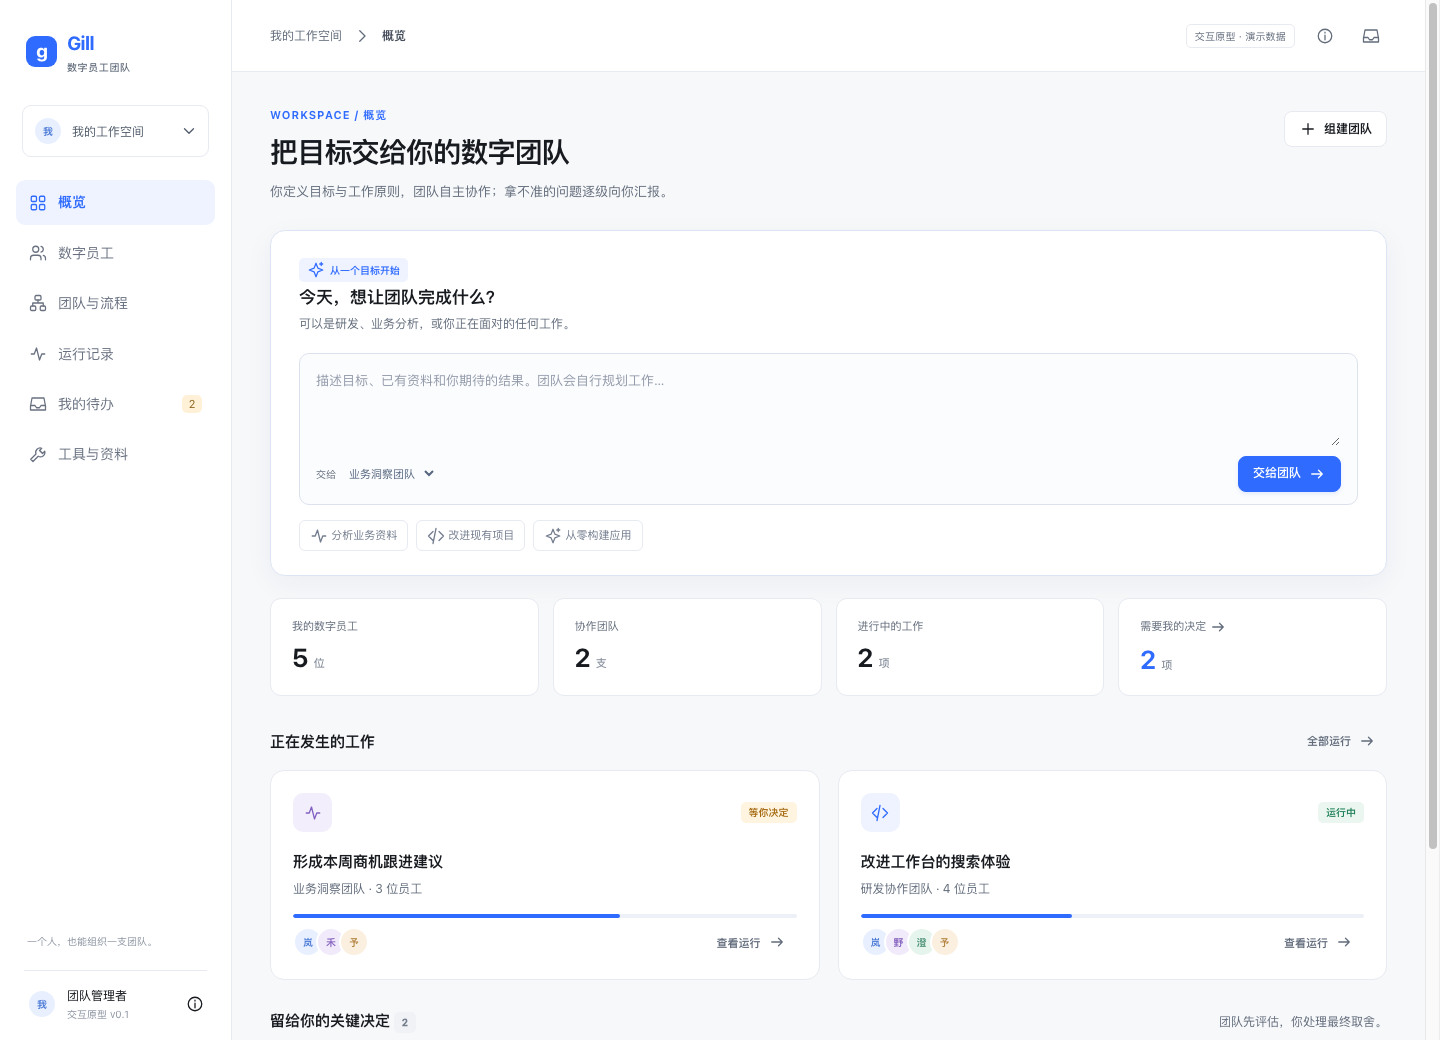 g
Gill
数字员工团队
我
我的工作空间
概览
数字员工
团队与流程
运行记录
我的待办
2
工具与资料
一个人，也能组织一支团队。
我
团队管理者
交互原型 v0.1
我的工作空间
概览
交互原型 · 演示数据
WORKSPACE / 概览
把目标交给你的数字团队
你定义目标与工作原则，团队自主协作；拿不准的问题逐级向你汇报。
组建团队
从一个目标开始
今天，想让团队完成什么？
可以是研发、业务分析，或你正在面对的任何工作。
描述目标、已有资料和你期待的结果。团队会自行规划工作...
交给 业务洞察团队
交给团队
分析业务资料
改进现有项目
从零构建应用
我的数字员工
5 位
协作团队
2 支
进行中的工作
2 项
需要我的决定
2 项
正在发生的工作
全部运行
等你决定
形成本周商机跟进建议
业务洞察团队 · 3 位员工
岚 禾 予
查看运行
运行中
改进工作台的搜索体验
研发协作团队 · 4 位员工
岚 野 澄 予
查看运行
留给你的关键决定 2
团队先评估，你处理最终取舍。